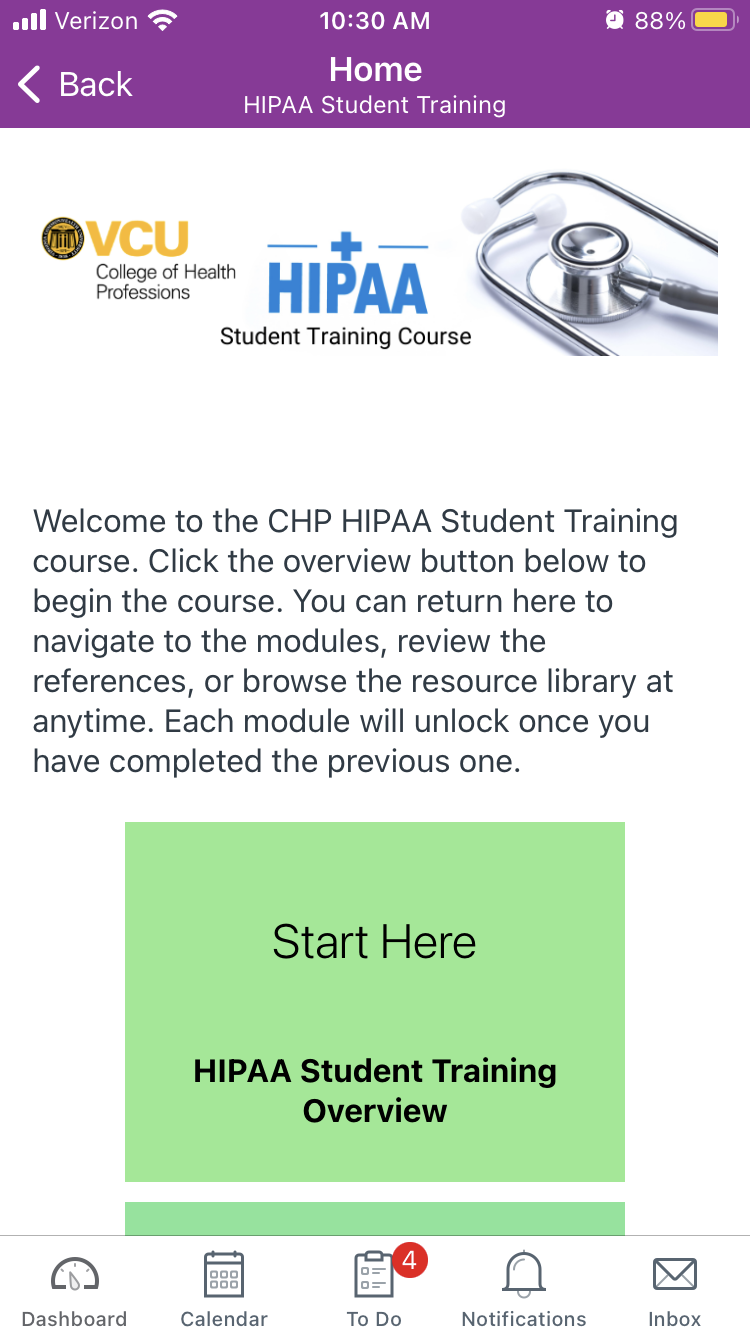 Verizon 10:30 AM 88%
Back
Home
HIPAA Student Training
VCU
College of Health
Professions
HIPAA
Student Training Course
Welcome to the CHP HIPAA Student Training
course. Click the overview button below to
begin the course. You can return here to
navigate to the modules, review the
references, or browse the resource library at
anytime. Each module will unlock once you
have completed the previous one.
Start Here
HIPAA Student Training
Overview
4
Dashboard Calendar To Do Notifications Inbox